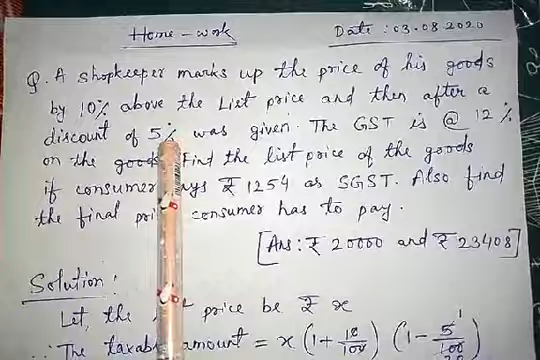 Home-work Date : 03.08.2020
Q. A shopkeeper marks up the price of his goods
by 10% above the List price and then after a
discount of 5% was given. The GST is @ 12%
on the goods Find the list price of the goods
if consumer ₹ 1254 as SGST. Also find
the final consumer has to pay.
[Ans: ₹ 20000 and ₹ 23408]
Solution :
Let, the price be ₹ x
∴ The amount = x (1 + 10/100) (1 - 5/100)